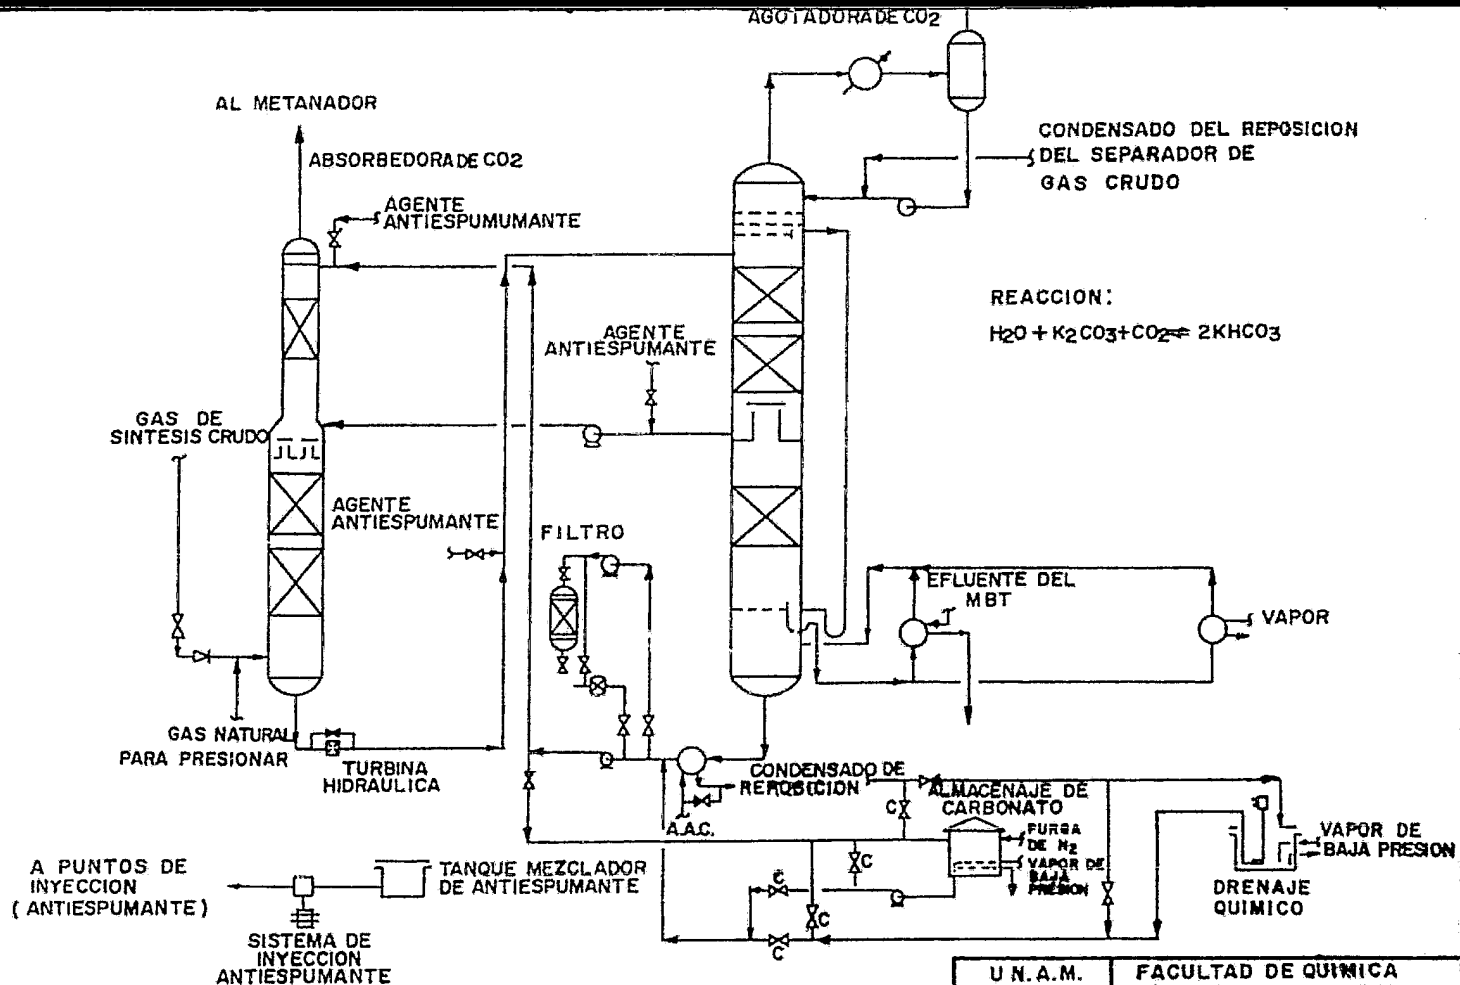 AGOTADORA DE CO2
AL METANADOR
ABSORBEDORA DE CO2
AGENTE
ANTIESPUMUMANTE
CONDENSADO DEL REPOSICION
DEL SEPARADOR DE
GAS CRUDO
REACCION:
H2O + K2CO3+CO2⇌ 2KHCO3
AGENTE
ANTIESPUMANTE
GAS DE
SINTESIS CRUDO
AGENTE
ANTIESPUMANTE
FILTRO
EFLUENTE DEL
MBT
VAPOR
GAS NATURAL
PARA PRESIONAR
TURBINA
HIDRAULICA
CONDENSADO DE
REPOSICION
A.A.C.
ALMACENAJE DE
CARBONATO
C
PURGA
DE N2
VAPOR DE
BAJA
PRESION
C
C
C
C
VAPOR DE
BAJA PRESION
DRENAJE
QUIMICO
A PUNTOS DE
INYECCION
(ANTIESPUMANTE)
TANQUE MEZCLADOR
DE ANTIESPUMANTE
SISTEMA DE
INYECCION
ANTIESPUMANTE
U N.A.M.
FACULTAD DE QUIMICA